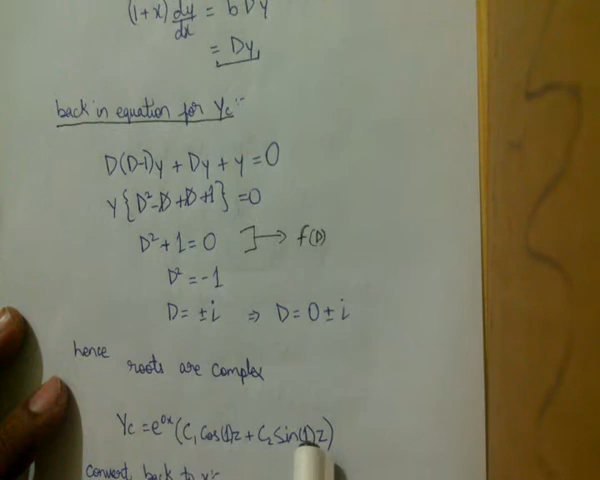 (1+x) dy/dx = b D y
= Dy
back in equation for Yc :-
D(D-1)y + Dy + y = 0
y{D² - D + D + 1} = 0
D² + 1 = 0 ] → f(D)
D² = -1
D = ± i ⇒ D = 0 ± i
hence roots are complex
Yc = e^0x (C₁ Cos(1)z + C₂ Sin(1)z)
Convert back to x:-